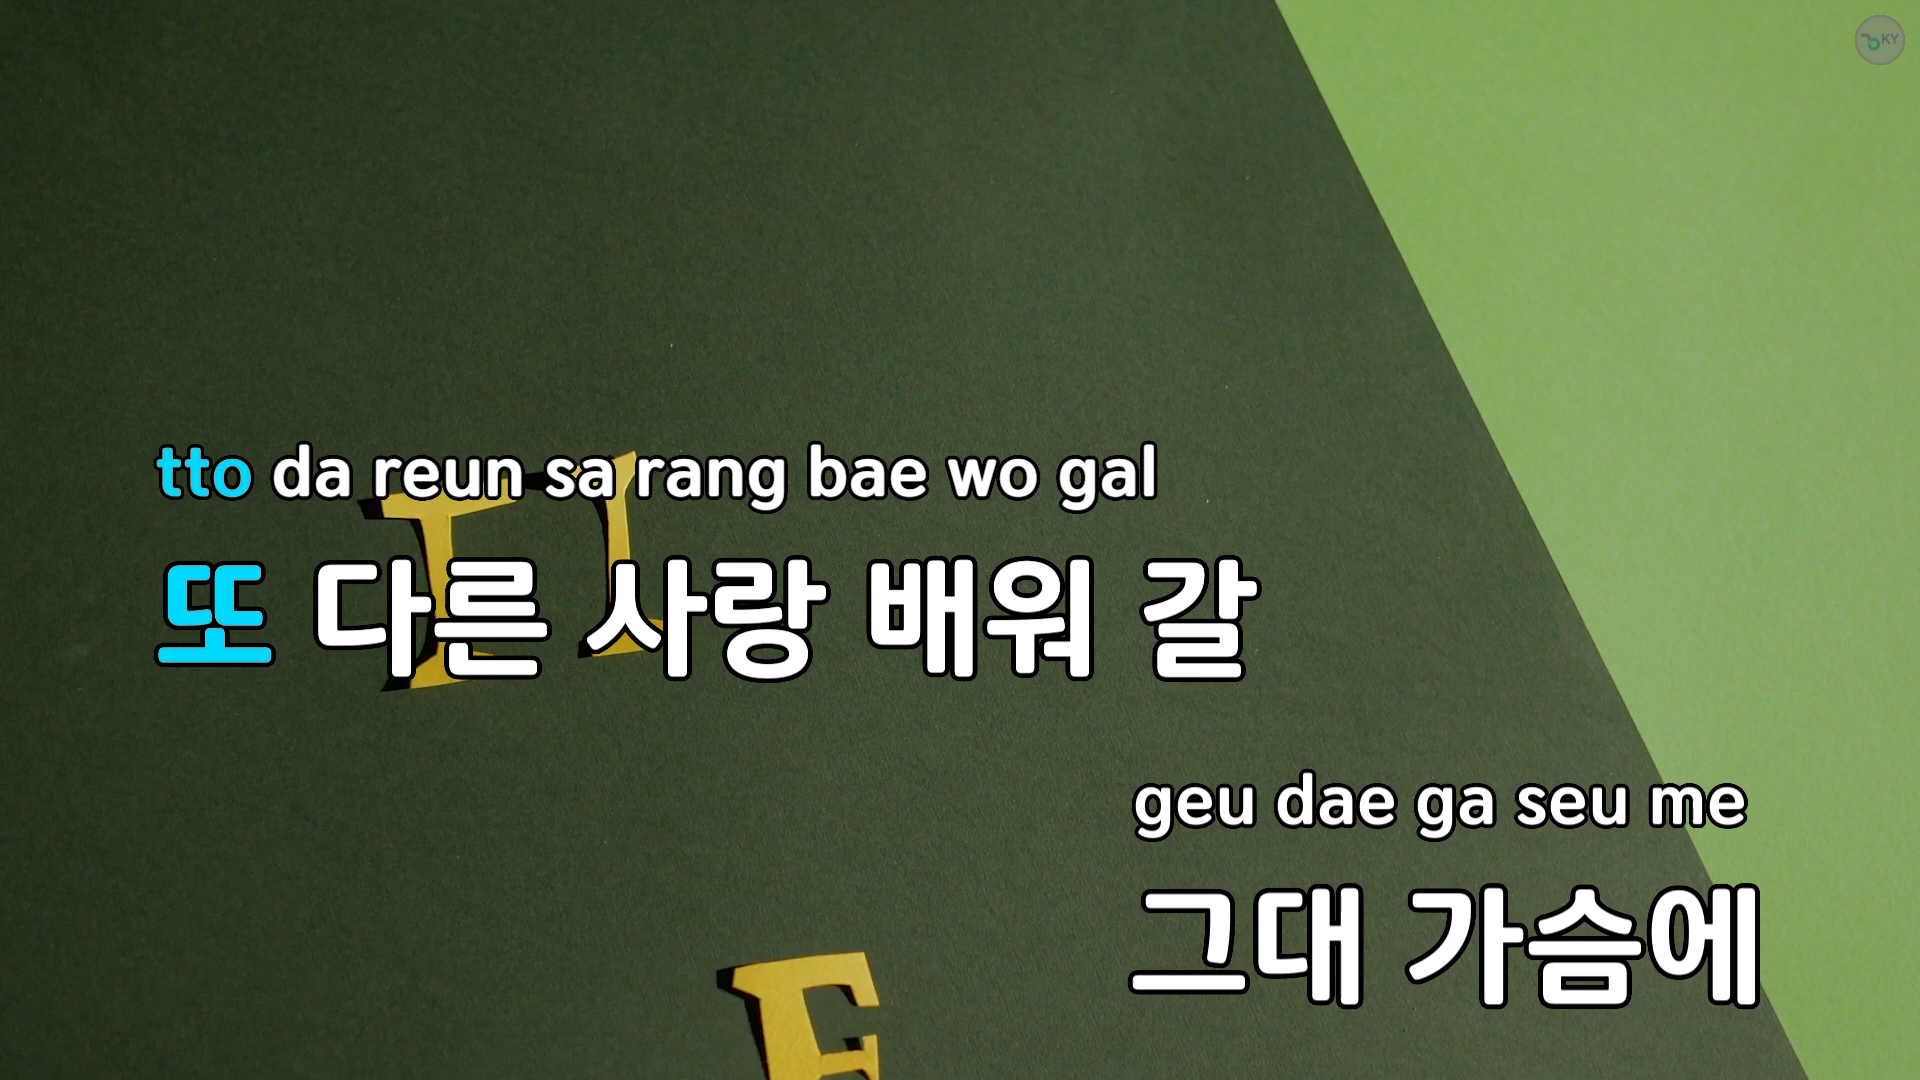 KY
tto da reun sa rang bae wo gal
또 다른 사랑 배워 갈
geu dae ga seu me
그대 가슴에
E